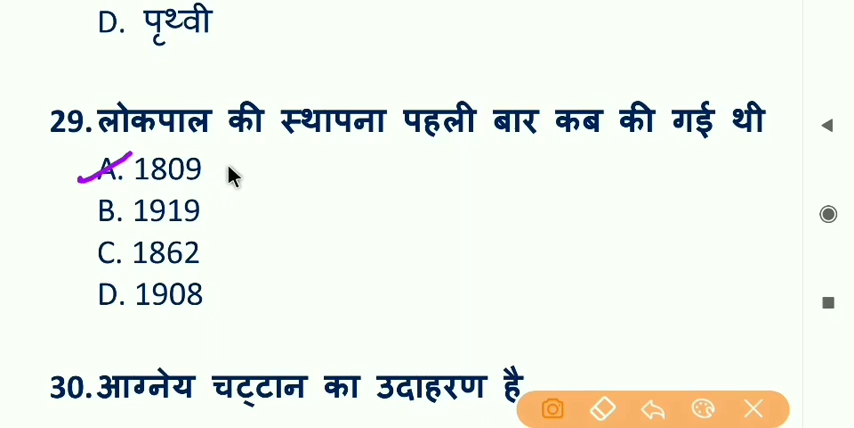 D. पृथ्वी
29. लोकपाल की स्थापना पहली बार कब की गई थी
A. 1809
B. 1919
C. 1862
D. 1908
30. आग्नेय चट्टान का उदाहरण है